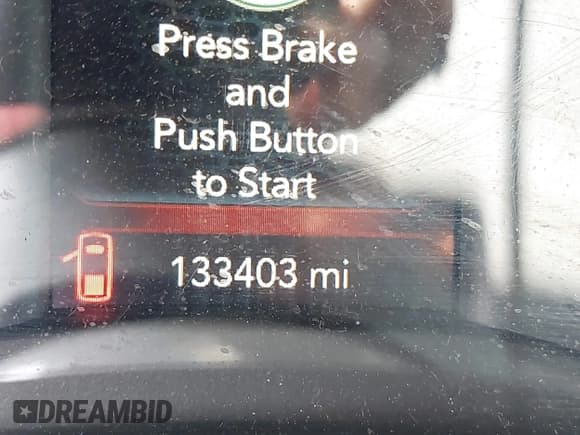 Press Brake
and
Push Button
to Start
133403 mi
DREAMBID